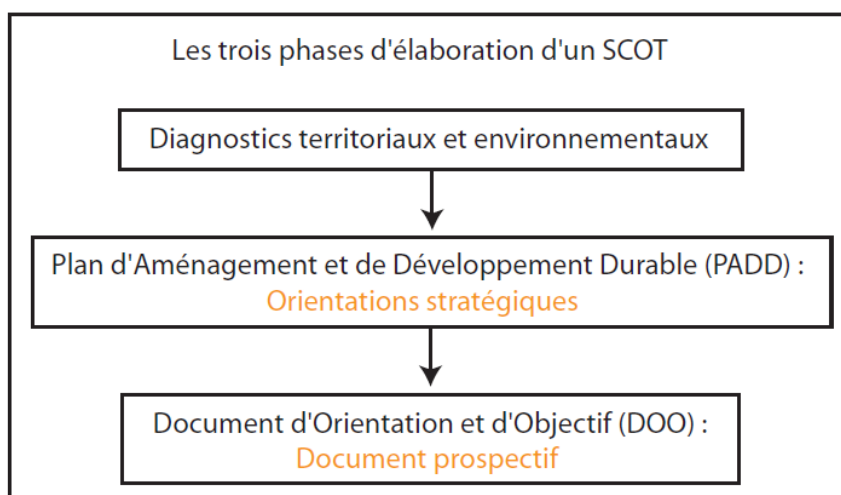 Les trois phases d'élaboration d'un SCOT
Diagnostics territoriaux et environnementaux
Plan d'Aménagement et de Développement Durable (PADD) :
Orientations stratégiques
Document d'Orientation et d'Objectif (DOO) :
Document prospectif